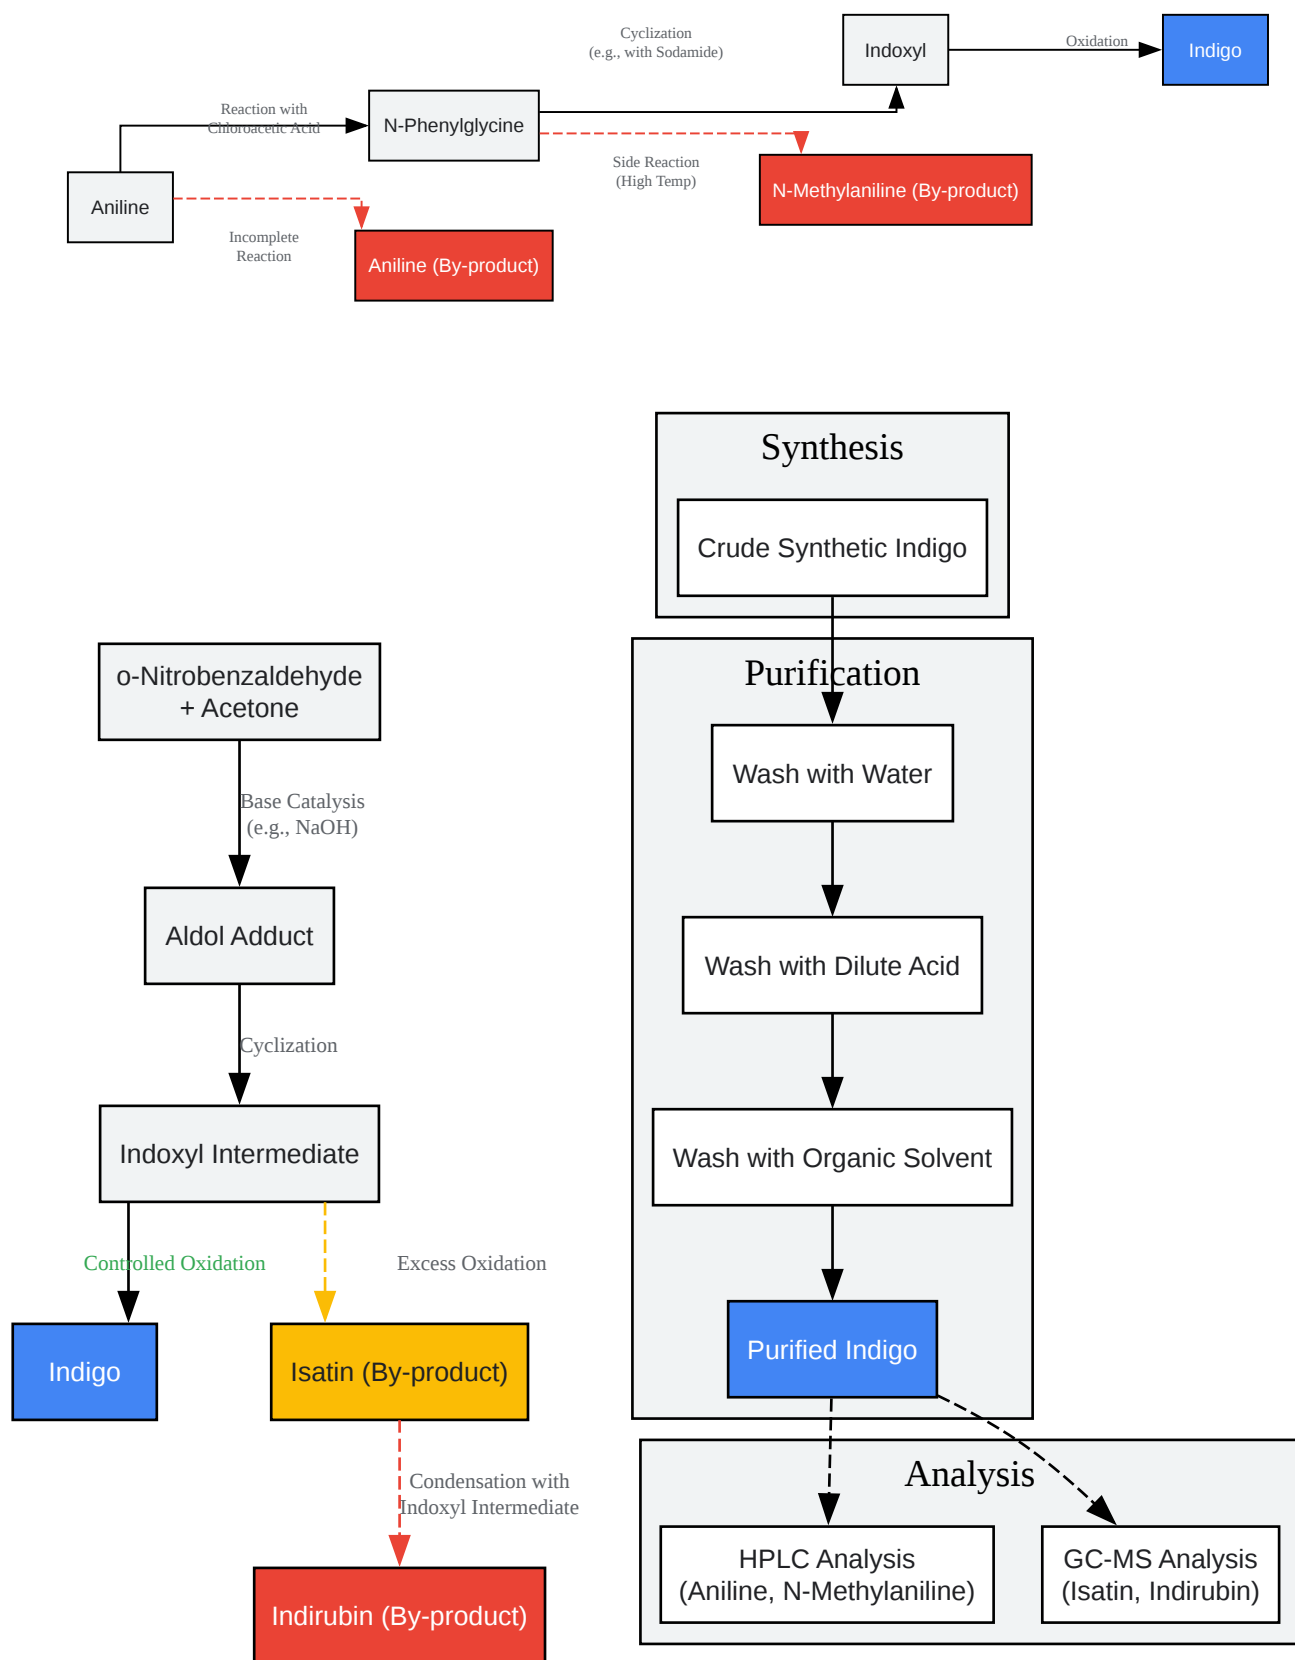 Cyclization
(e.g., with Sodamide)
Indoxyl
Oxidation
Indigo
Reaction with
Chloroacetic Acid
N-Phenylglycine
Side Reaction
(High Temp)
N-Methylaniline (By-product)
Aniline
Incomplete
Reaction
Aniline (By-product)
Synthesis
Crude Synthetic Indigo
Purification
Wash with Water
Wash with Dilute Acid
Wash with Organic Solvent
Purified Indigo
Analysis
HPLC Analysis
(Aniline, N-Methylaniline)
GC-MS Analysis
(Isatin, Indirubin)
o-Nitrobenzaldehyde
+ Acetone
Base Catalysis
(e.g., NaOH)
Aldol Adduct
Cyclization
Indoxyl Intermediate
Controlled Oxidation
Excess Oxidation
Indigo
Isatin (By-product)
Condensation with
Indoxyl Intermediate
Indirubin (By-product)